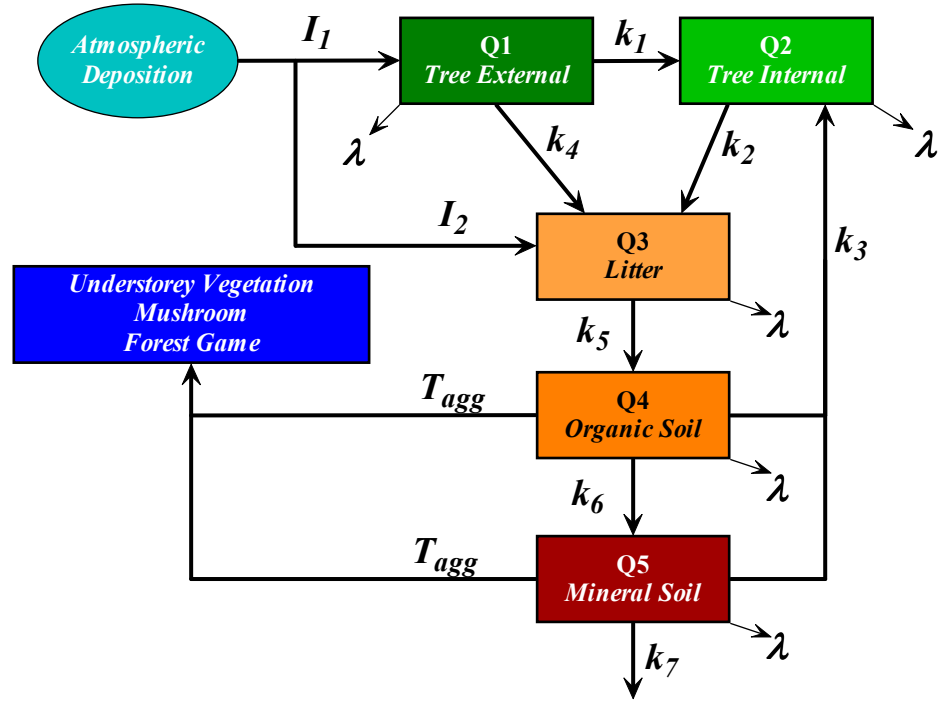 Atmospheric
Deposition
I1
Q1
Tree External
k1
Q2
Tree Internal
λ
k4
k2
λ
I2
Q3
Litter
k3
λ
Understorey Vegetation
Mushroom
Forest Game
k5
Tagg
Q4
Organic Soil
λ
k6
Tagg
Q5
Mineral Soil
λ
k7